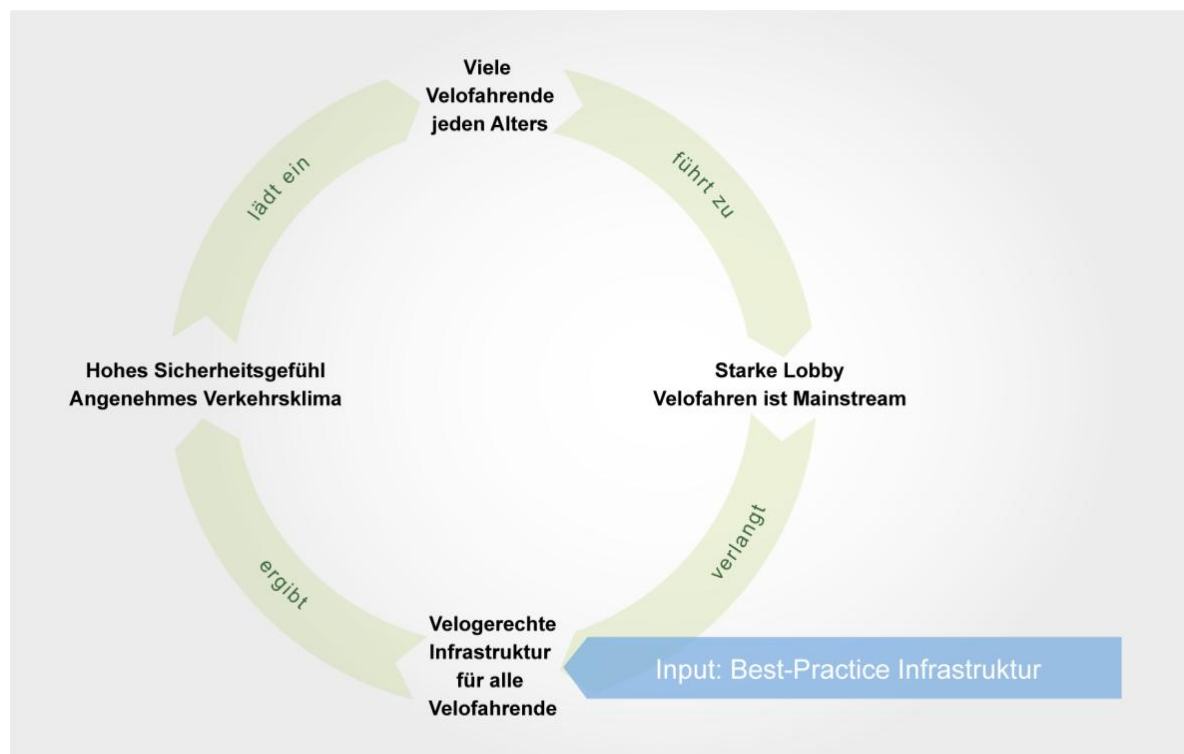 Viele
Velofahrende
jeden Alters
führt zu
Starke Lobby
Velofahren ist Mainstream
verlangt
Input: Best-Practice Infrastruktur
Velogerechte
Infrastruktur
für alle
Velofahrende
ergibt
Hohes Sicherheitsgefühl
Angenehmes Verkehrsklima
lädt ein